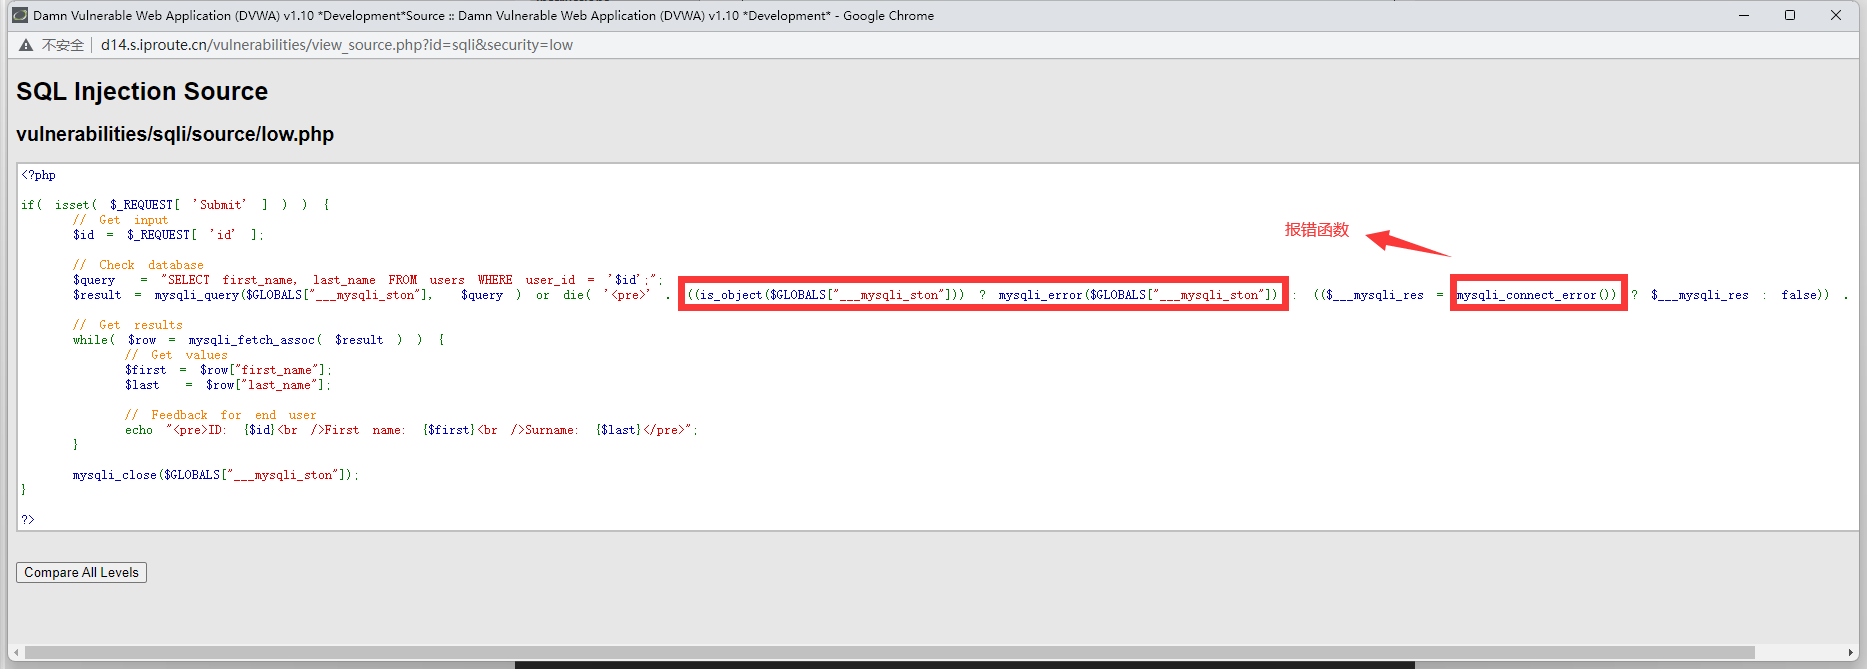 Damn Vulnerable Web Application (DVWA) v1.10 *Development*Source :: Damn Vulnerable Web Application (DVWA) v1.10 *Development* - Google Chrome
不安全 d14.s.iproute.cn/vulnerabilities/view_source.php?id=sqli&security=low
SQL Injection Source
vulnerabilities/sqli/source/low.php
<?php
if( isset( $_REQUEST[ 'Submit' ] ) ) {
// Get input
报错函数
$id = $_REQUEST[ 'id' ];
// Check database
$query = "SELECT first_name, last_name FROM users WHERE user_id = '$id';";
$result = mysqli_query($GLOBALS["___mysqli_ston"], $query ) or die( '<pre>' . ((is_object($GLOBALS["___mysqli_ston"])) ? mysqli_error($GLOBALS["___mysqli_ston"]) : (($___mysqli_res = mysqli_connect_error()) ? $___mysqli_res : false)) .
// Get results
while( $row = mysqli_fetch_assoc( $result ) ) {
// Get values
$first = $row["first_name"];
$last = $row["last_name"];
// Feedback for end user
echo "<pre>ID: {$id}<br />First name: {$first}<br />Surname: {$last}</pre>";
}
mysqli_close($GLOBALS["___mysqli_ston"]);
}
?>
Compare All Levels